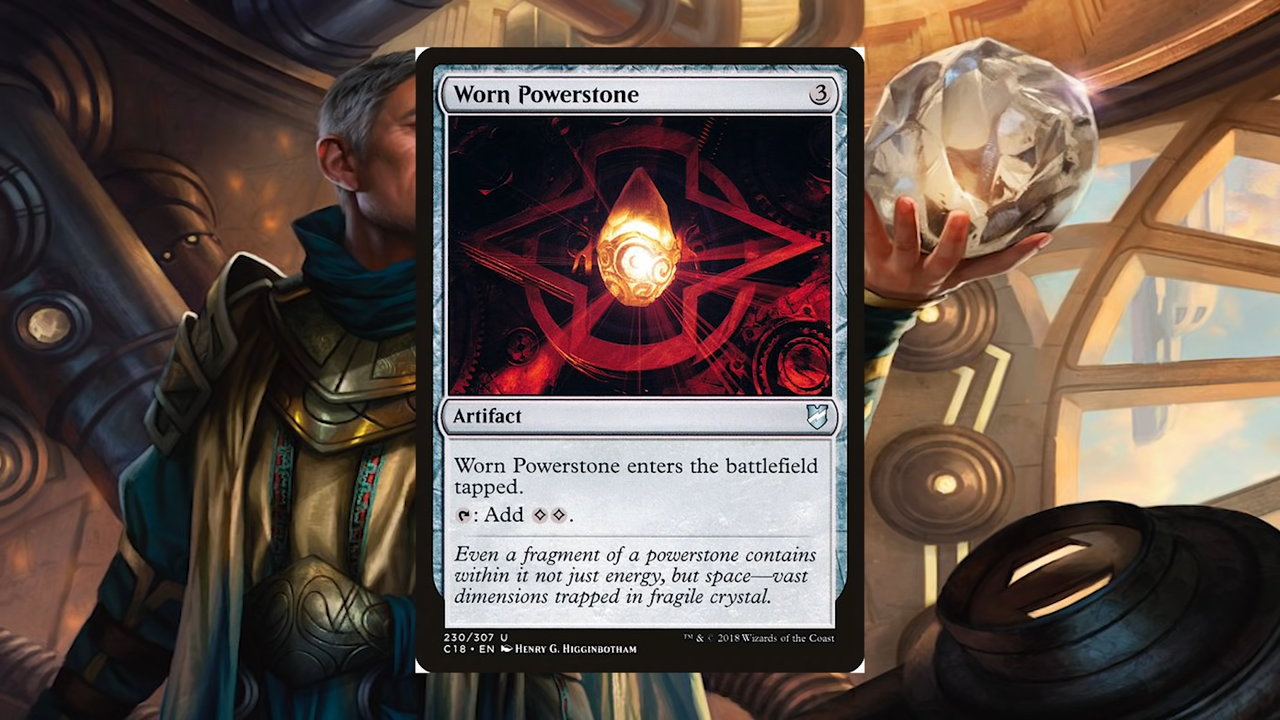 Worn Powerstone 3
Artifact
Worn Powerstone enters the battlefield
tapped.
: Add .
Even a fragment of a powerstone contains
within it not just energy, but space—vast
dimensions trapped in fragile crystal.
230/307 U
™ & © 2018 Wizards of the Coast
C18 • EN Henry G. Higginbotham